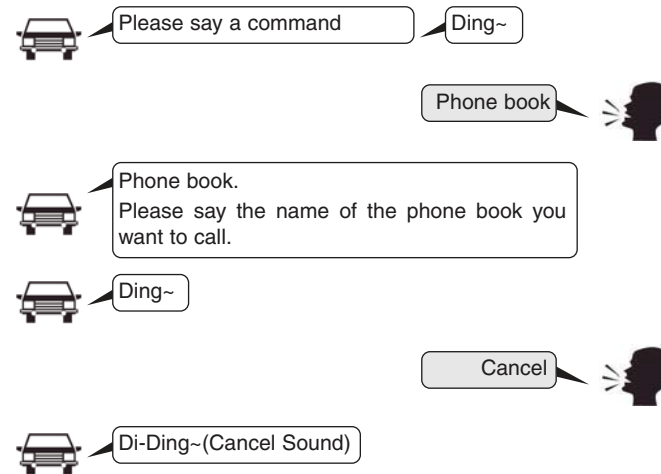 Please say a command
Ding~
Phone book
Phone book.
Please say the name of the phone book you
want to call.
Ding~
Cancel
Di-Ding~(Cancel Sound)